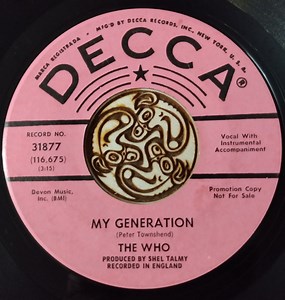 MARCA REGISTRADA • MF'D BY DECCA RECORDS, INC., NEW YORK, U.S.A.
DECCA®
RECORD NO.
31877
(116,675)
(3:15)
Vocal With
Instrumental
Accompaniment
Devon Music,
Inc. (BMI)
Promotion Copy
Not For Sale
MY GENERATION
(Peter Townshend)
THE WHO
PRODUCED BY SHEL TALMY
RECORDED IN ENGLAND